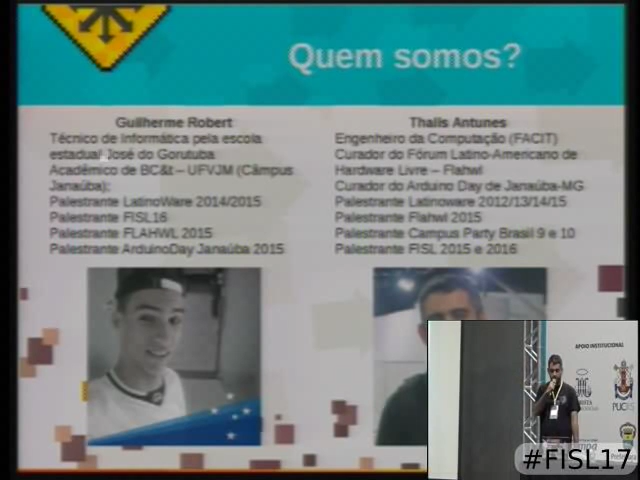 Quem somos?
Guilherme Robert
Técnico de Informática pela escola
estadual José do Gorutuba
Acadêmico de BC&t – UFVJM (Câmpus
Janaúba);
Palestrante LatinoWare 2014/2015
Palestrante FISL16
Palestrante FLAHWL 2015
Palestrante ArduinoDay Janaúba 2015
Thalis Antunes
Engenheiro da Computação (FACIT)
Curador do Fórum Latino-Americano de
Hardware Livre – Flahwl
Curador do Arduino Day de Janaúba-MG
Palestrante Latinoware 2012/13/14/15
Palestrante Flahwl 2015
Palestrante Campus Party Brasil 9 e 10
Palestrante FISL 2015 e 2016
APOIO INSTITUCIONAL
PUCRS
#FISL17